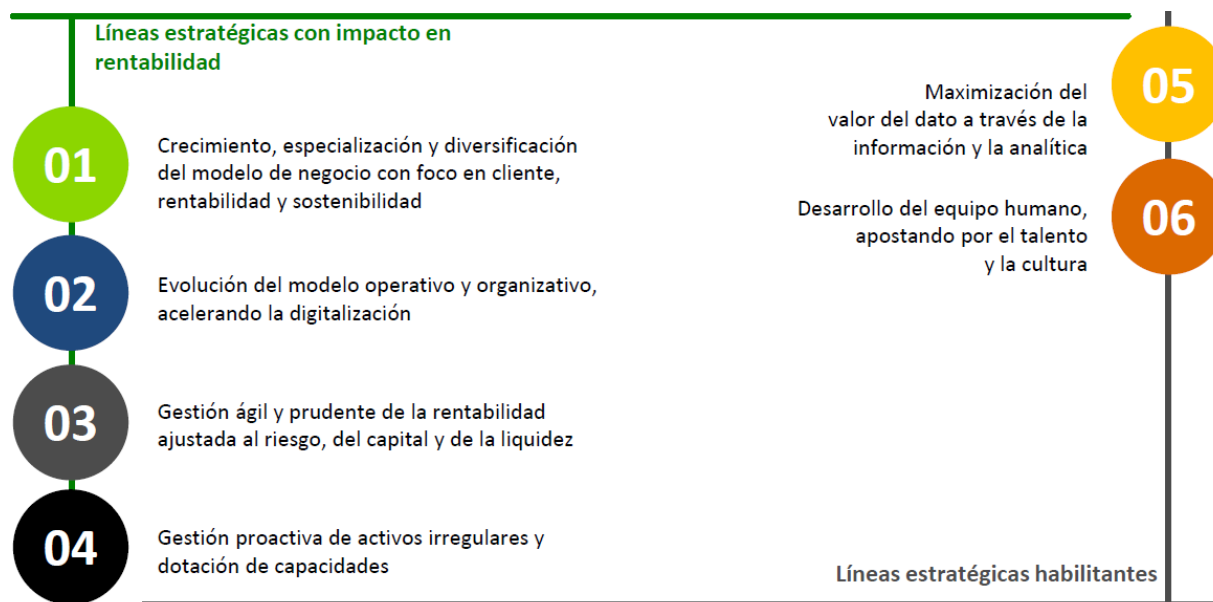 Líneas estratégicas con impacto en
rentabilidad
01
Crecimiento, especialización y diversificación
del modelo de negocio con foco en cliente,
rentabilidad y sostenibilidad
02
Evolución del modelo operativo y organizativo,
acelerando la digitalización
03
Gestión ágil y prudente de la rentabilidad
ajustada al riesgo, del capital y de la liquidez
04
Gestión proactiva de activos irregulares y
dotación de capacidades
05
Maximización del
valor del dato a través de la
información y la analítica
06
Desarrollo del equipo humano,
apostando por el talento
y la cultura
Líneas estratégicas habilitantes